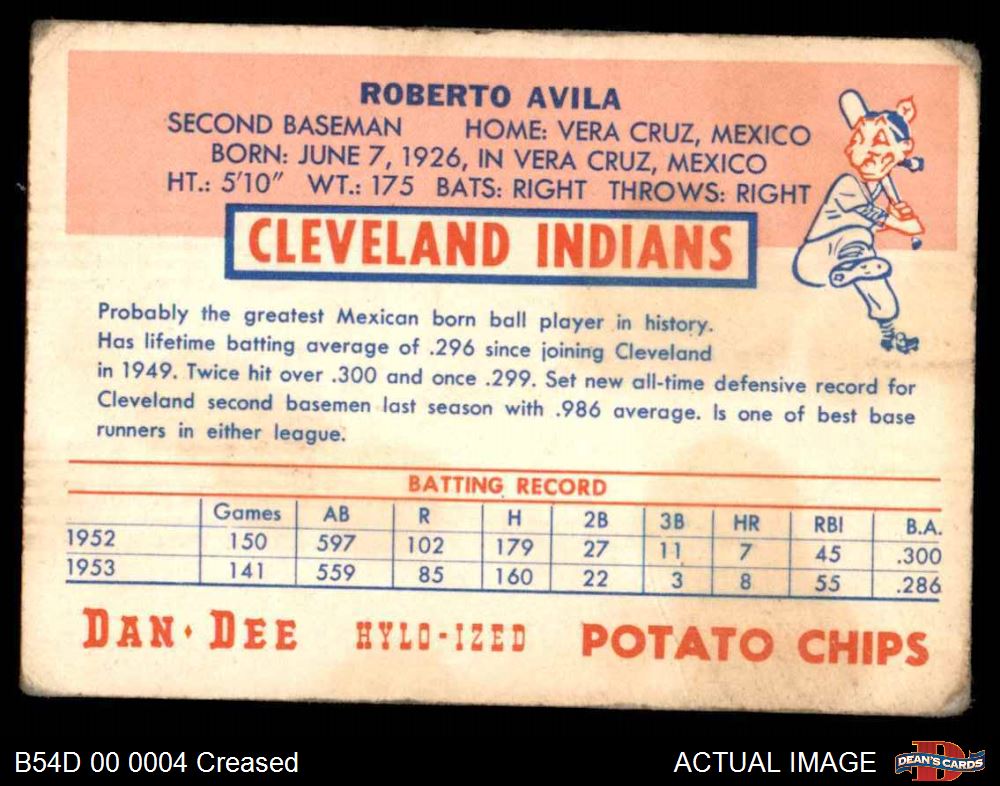 ROBERTO AVILA
SECOND BASEMAN HOME: VERA CRUZ, MEXICO
BORN: JUNE 7, 1926, IN VERA CRUZ, MEXICO
HT.: 5'10" WT.: 175 BATS: RIGHT THROWS: RIGHT
CLEVELAND INDIANS
Probably the greatest Mexican born ball player in history.
Has lifetime batting average of .296 since joining Cleveland
in 1949. Twice hit over .300 and once .299. Set new all-time defensive record for
Cleveland second basemen last season with .986 average. Is one of best base
runners in either league.
BATTING RECORD
Games AB R H 2B 3B HR RBI B.A.
1952 150 597 102 179 27 11 7 45 .300
1953 141 559 85 160 22 3 8 55 .286
DAN·DEE HYLO-IZED POTATO CHIPS
B54D 00 0004 Creased ACTUAL IMAGE D DEAN'S CARDS